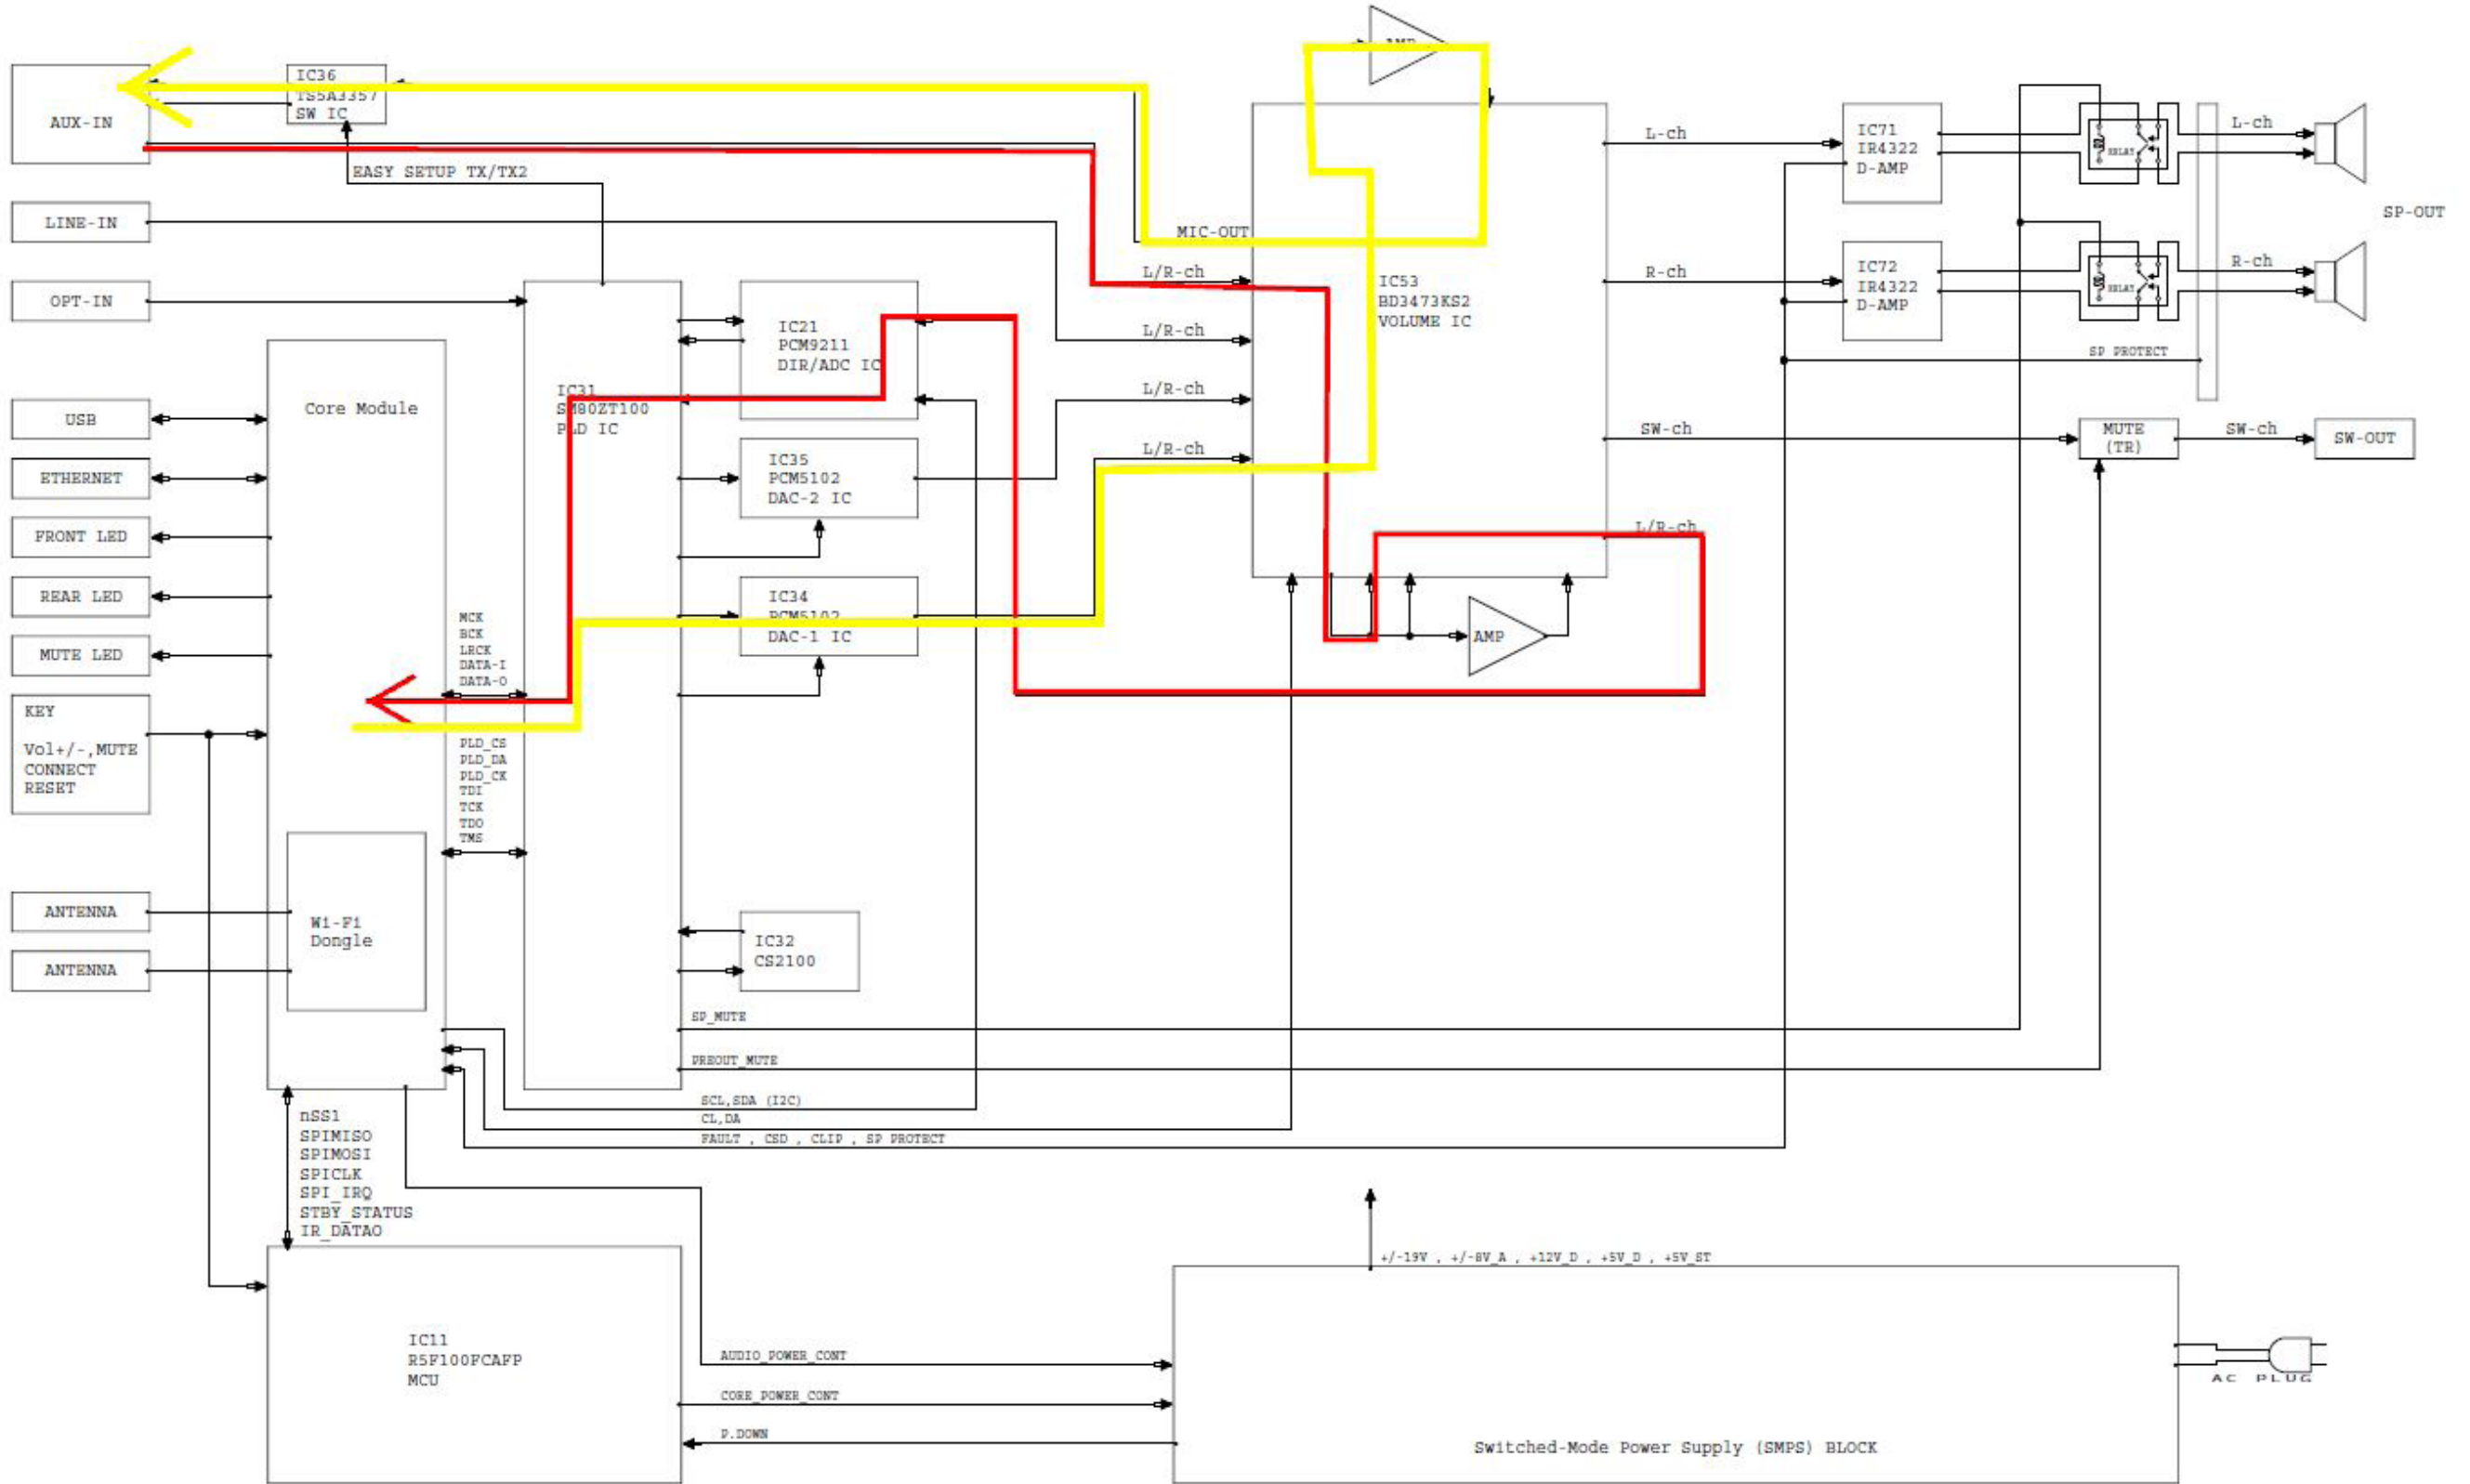 AMP
IC36
TS5A3357
SW IC
AUX-IN
EASY SETUP TX/TX2
LINE-IN
OPT-IN
USB
ETHERNET
FRONT LED
REAR LED
MUTE LED
KEY
Vol+/-,MUTE
CONNECT
RESET
ANTENNA
ANTENNA
Core Module
Wi-Fi
Dongle
MCK
BCK
LRCK
DATA-I
DATA-O
PLD_CS
PLD_DA
PLD_CK
TDI
TCK
TDO
TMS
IC31
SM80ZT100
PLD IC
IC21
PCM9211
DIR/ADC IC
IC35
PCM5102
DAC-2 IC
IC34
PCM5102
DAC-1 IC
IC32
CS2100
MIC-OUT
L/R-ch
L/R-ch
L/R-ch
L/R-ch
IC53
BD3473KS2
VOLUME IC
L/R-ch
AMP
L-ch
R-ch
SW-ch
IC71
IR4322
D-AMP
IC72
IR4322
D-AMP
RELAY
RELAY
L-ch
R-ch
SP-OUT
SP PROTECT
MUTE
(TR)
SW-ch
SW-OUT
SP_MUTE
PREOUT_MUTE
SCL,SDA (I2C)
CL,DA
FAULT , CSD , CLIP , SP PROTECT
nSS1
SPIMISO
SPIMOSI
SPICLK
SPI_IRQ
STBY_STATUS
IR_DATAO
IC11
R5F100FCAFP
MCU
AUDIO_POWER_CONT
CORE_POWER_CONT
P.DOWN
+/-19V , +/-8V_A , +12V_D , +5V_D , +5V_ST
Switched-Mode Power Supply (SMPS) BLOCK
AC PLUG